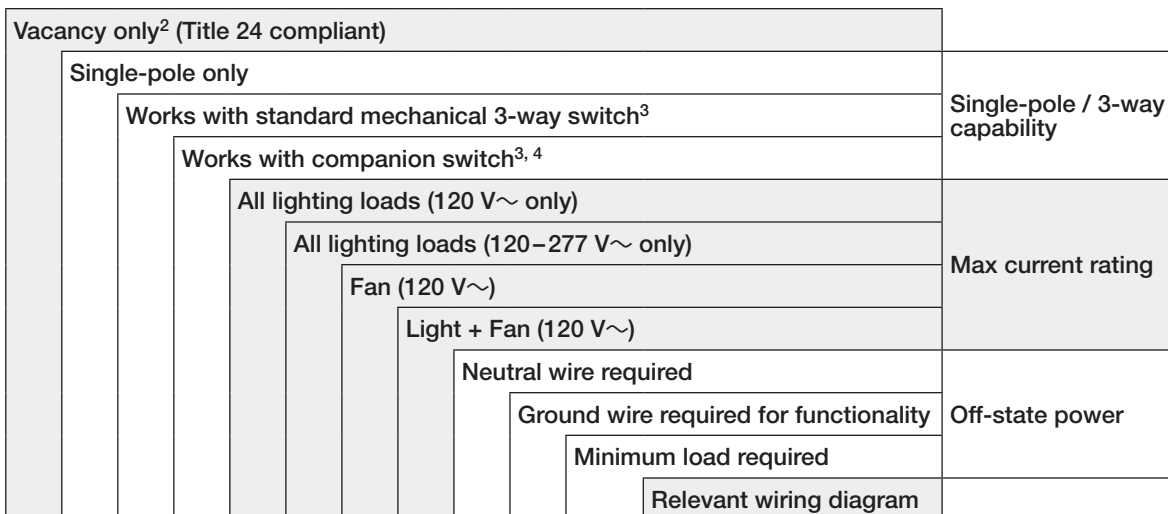 Vacancy only² (Title 24 compliant)
Single-pole only
Works with standard mechanical 3-way switch³
Works with companion switch³, ⁴
Single-pole / 3-way
capability
All lighting loads (120 V～ only)
All lighting loads (120–277 V～ only)
Fan (120 V～)
Light + Fan (120 V～)
Max current rating
Neutral wire required
Ground wire required for functionality
Minimum load required
Off-state power
Relevant wiring diagram